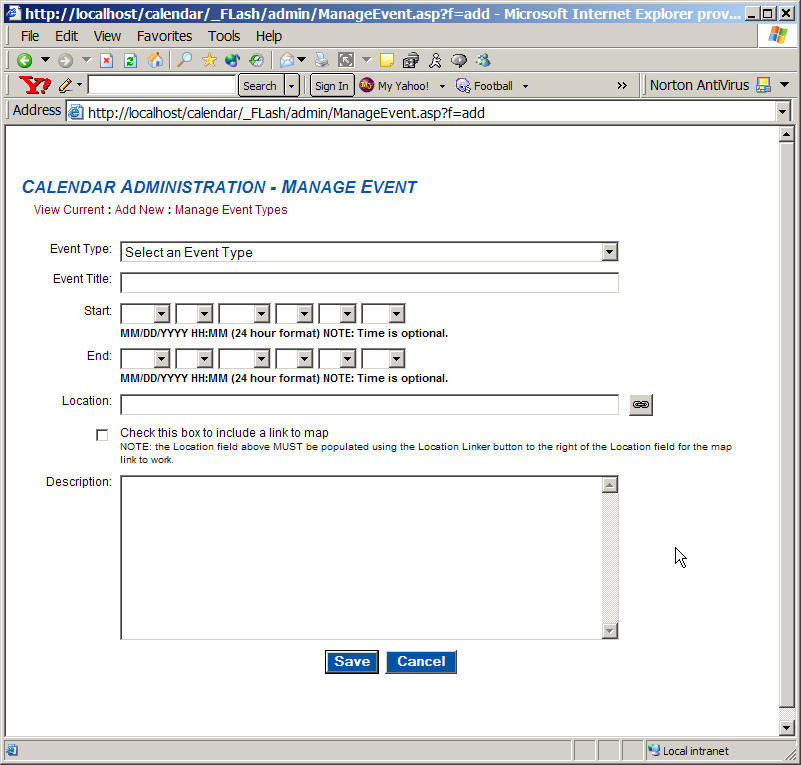 http://localhost/calendar/_FLash/admin/ManageEvent.asp?f=add - Microsoft Internet Explorer prov...
File Edit View Favorites Tools Help
Y! Search Sign In My Yahoo! Football » Norton AntiVirus
Address http://localhost/calendar/_FLash/admin/ManageEvent.asp?f=add
CALENDAR ADMINISTRATION - MANAGE EVENT
View Current : Add New : Manage Event Types
Event Type: Select an Event Type
Event Title:
Start:
MM/DD/YYYY HH:MM (24 hour format) NOTE: Time is optional.
End:
MM/DD/YYYY HH:MM (24 hour format) NOTE: Time is optional.
Location:
Check this box to include a link to map
NOTE: the Location field above MUST be populated using the Location Linker button to the right of the Location field for the map
link to work.
Description:
Save Cancel
Local intranet